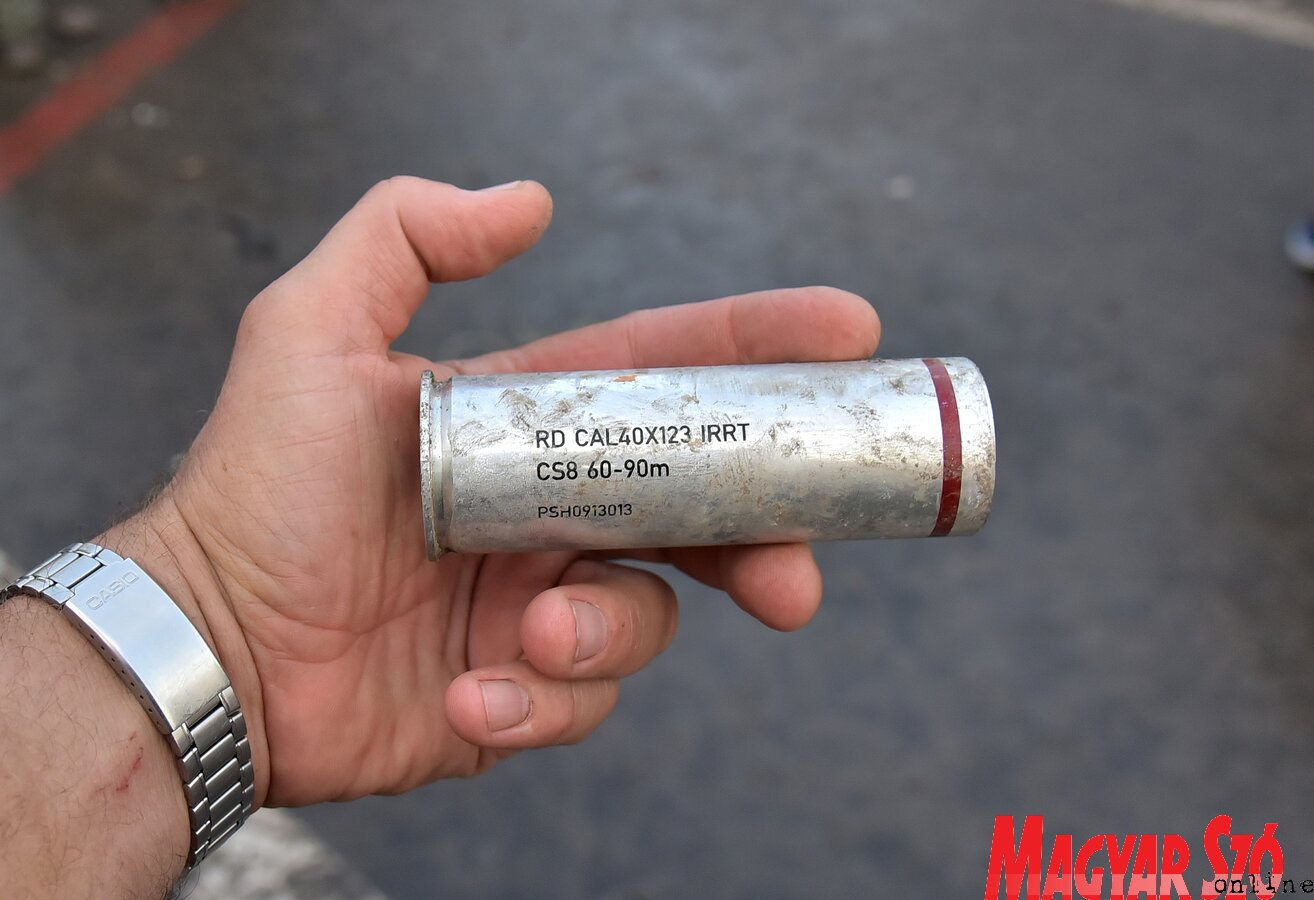 RD CAL40X123 IRRT
CS8 60-90m
PSH0913013
CASIO
MAGYAR SZÓ
online